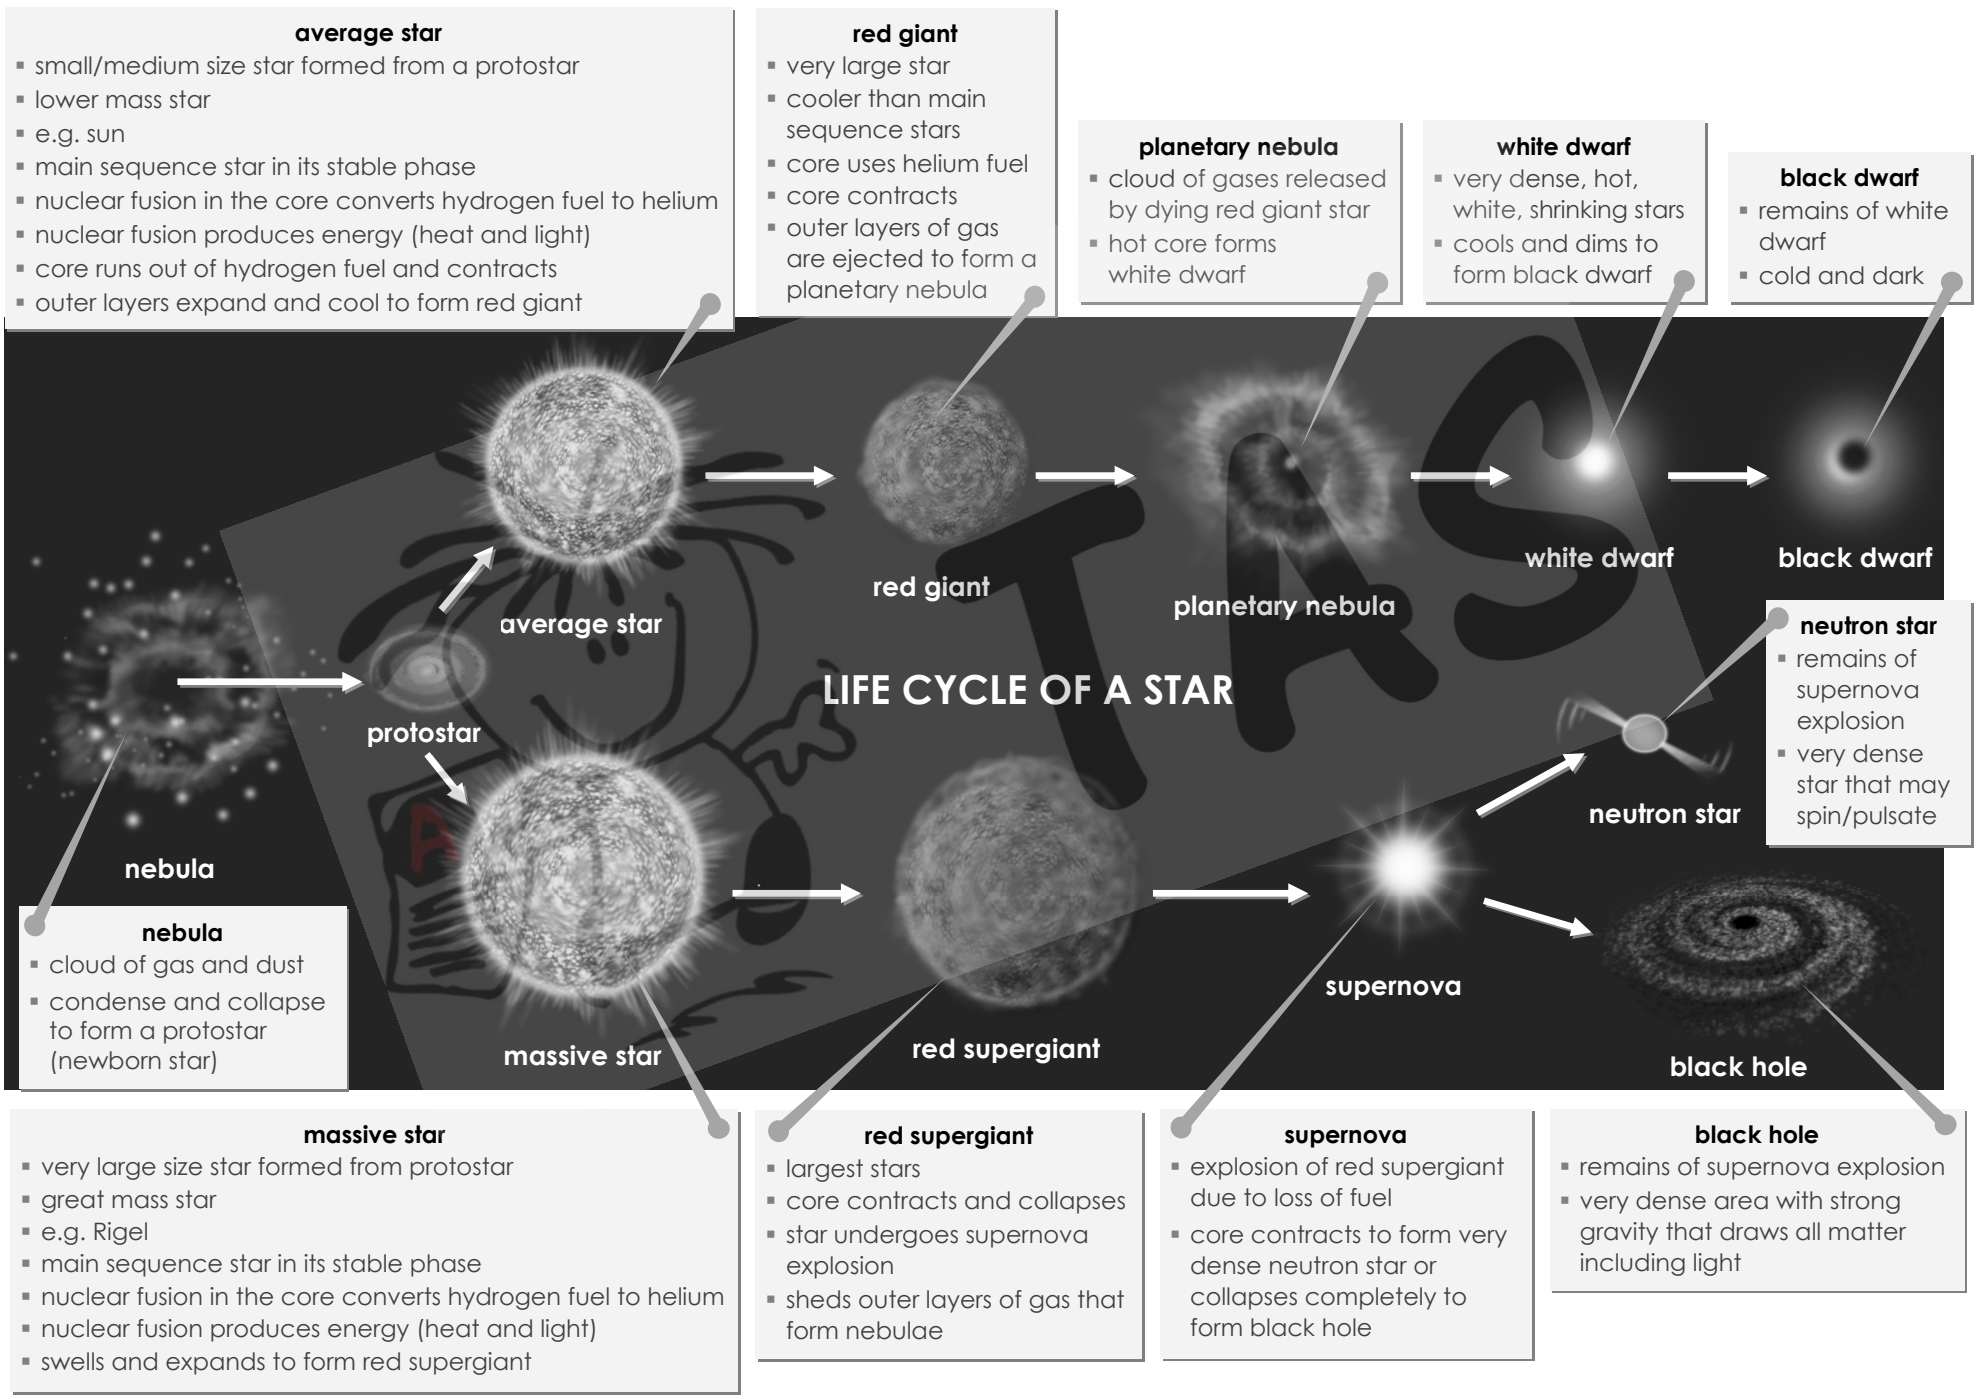 average star
▪ small/medium size star formed from a protostar
▪ lower mass star
▪ e.g. sun
▪ main sequence star in its stable phase
▪ nuclear fusion in the core converts hydrogen fuel to helium
▪ nuclear fusion produces energy (heat and light)
▪ core runs out of hydrogen fuel and contracts
▪ outer layers expand and cool to form red giant
red giant
▪ very large star
▪ cooler than main
sequence stars
▪ core uses helium fuel
▪ core contracts
▪ outer layers of gas
are ejected to form a
planetary nebula
planetary nebula
▪ cloud of gases released
by dying red giant star
▪ hot core forms
white dwarf
white dwarf
▪ very dense, hot,
white, shrinking stars
▪ cools and dims to
form black dwarf
black dwarf
▪ remains of white
dwarf
▪ cold and dark
average star
red giant
planetary nebula
white dwarf
black dwarf
TAS
A
LIFE CYCLE OF A STAR
protostar
nebula
massive star
red supergiant
supernova
neutron star
black hole
neutron star
▪ remains of
supernova
explosion
▪ very dense
star that may
spin/pulsate
nebula
▪ cloud of gas and dust
▪ condense and collapse
to form a protostar
(newborn star)
massive star
▪ very large size star formed from protostar
▪ great mass star
▪ e.g. Rigel
▪ main sequence star in its stable phase
▪ nuclear fusion in the core converts hydrogen fuel to helium
▪ nuclear fusion produces energy (heat and light)
▪ swells and expands to form red supergiant
red supergiant
▪ largest stars
▪ core contracts and collapses
▪ star undergoes supernova
explosion
▪ sheds outer layers of gas that
form nebulae
supernova
▪ explosion of red supergiant
due to loss of fuel
▪ core contracts to form very
dense neutron star or
collapses completely to
form black hole
black hole
▪ remains of supernova explosion
▪ very dense area with strong
gravity that draws all matter
including light